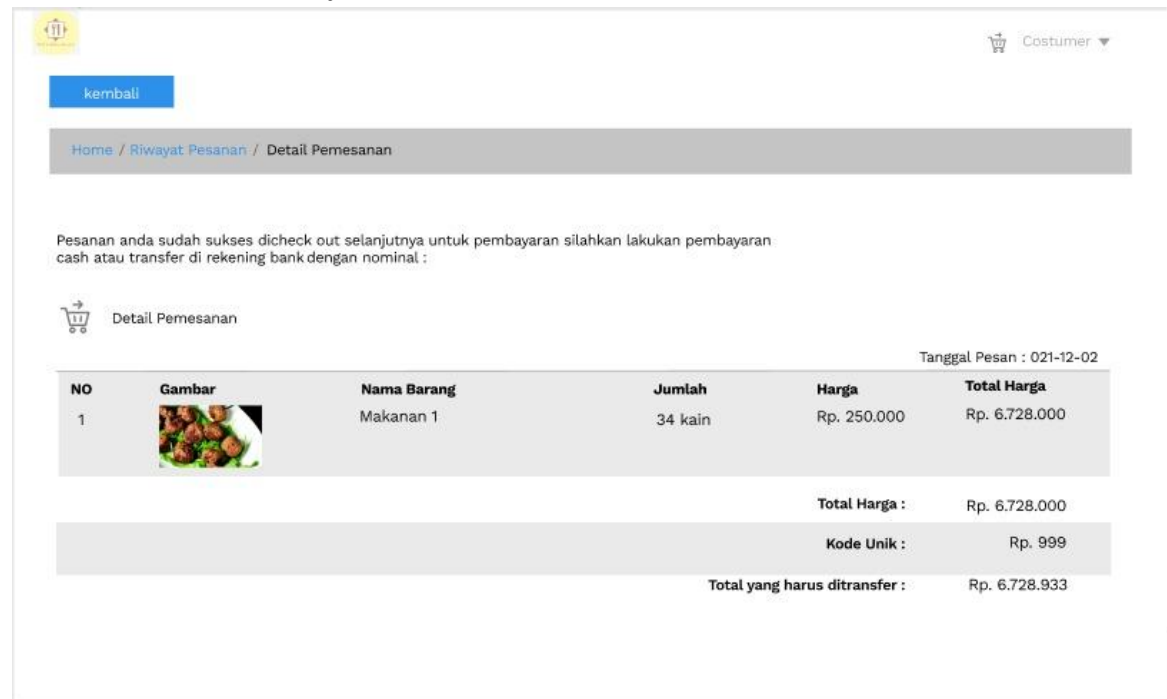 Costumer
kembali
Home / Riwayat Pesanan / Detail Pemesanan
Pesanan anda sudah sukses dicheck out selanjutnya untuk pembayaran silahkan lakukan pembayaran
cash atau transfer di rekening bank dengan nominal :
Detail Pemesanan
Tanggal Pesan : 021-12-02
NO Gambar Nama Barang Jumlah Harga Total Harga
1 Makanan 1 34 kain Rp. 250.000 Rp. 6.728.000
Total Harga : Rp. 6.728.000
Kode Unik : Rp. 999
Total yang harus ditransfer : Rp. 6.728.933